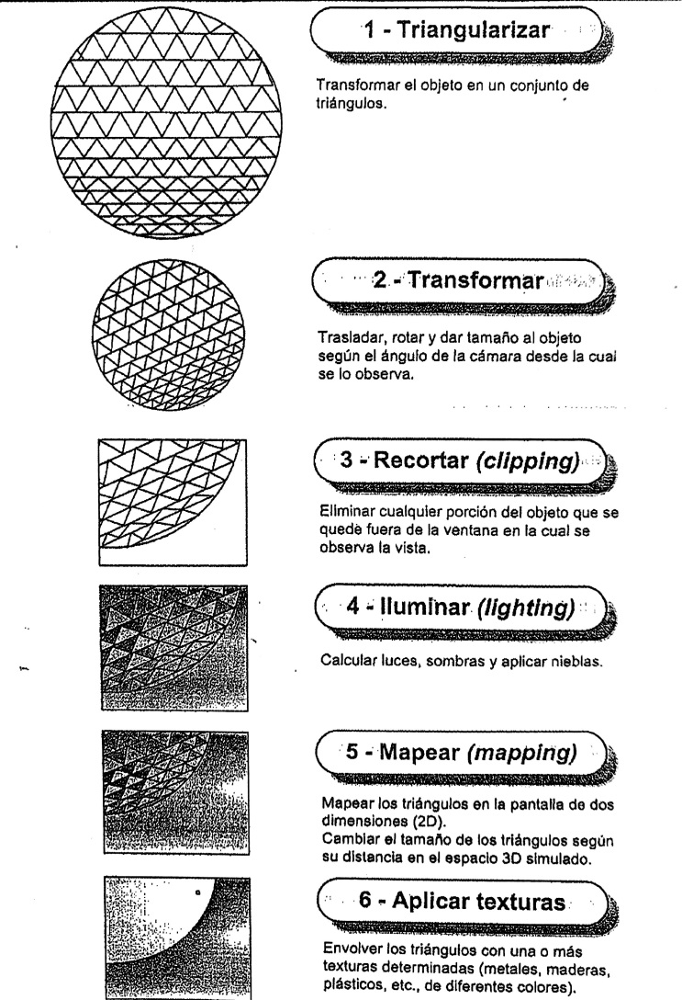 1 - Triangularizar
Transformar el objeto en un conjunto de
triángulos.
2 - Transformar
Trasladar, rotar y dar tamaño al objeto
según el ángulo de la cámara desde la cual
se lo observa.
3 - Recortar (clipping)
Eliminar cualquier porción del objeto que se
quede fuera de la ventana en la cual se
observa la vista.
4 - Iluminar (lighting)
Calcular luces, sombras y aplicar nieblas.
5 - Mapear (mapping)
Mapear los triángulos en la pantalla de dos
dimensiones (2D).
Cambiar el tamaño de los triángulos según
su distancia en el espacio 3D simulado.
6 - Aplicar texturas
Envolver los triángulos con una o más
texturas determinadas (metales, maderas,
plásticos, etc., de diferentes colores).